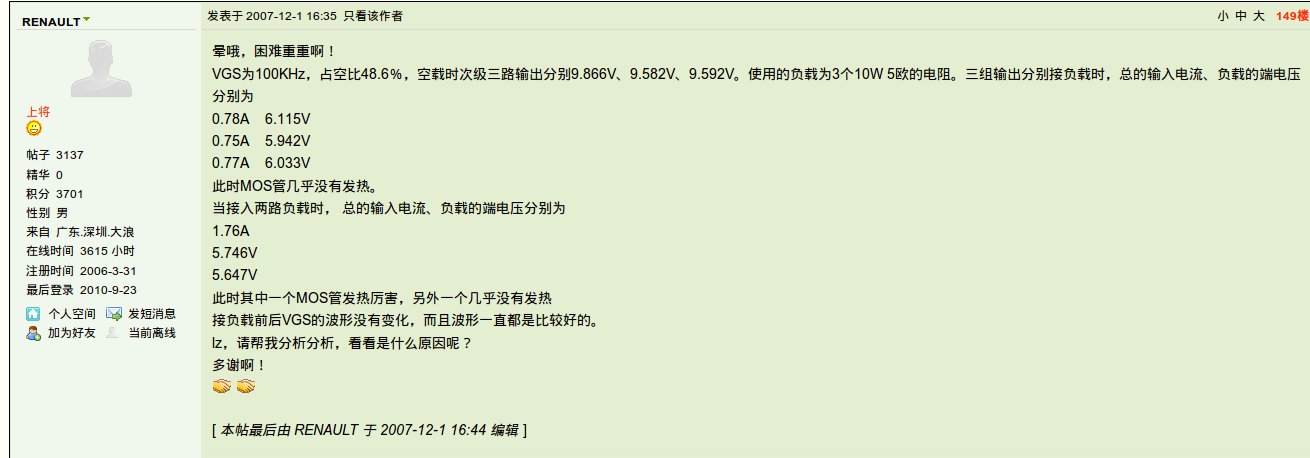 RENAULT
发表于 2007-12-1 16:35 只看该作者
小 中 大 149楼
上将
帖子 3137
精华 0
积分 3701
性别 男
来自 广东.深圳.大浪
在线时间 3615 小时
注册时间 2006-3-31
最后登录 2010-9-23
个人空间 发短消息
加为好友 当前离线
晕哦，困难重重啊！
VGS为100KHz，占空比48.6%，空载时次级三路输出分别9.866V、9.582V、9.592V。使用的负载为3个10W 5欧的电阻。三组输出分别接负载时，总的输入电流、负载的端电压
分别为
0.78A 6.115V
0.75A 5.942V
0.77A 6.033V
此时MOS管几乎没有发热。
当接入两路负载时， 总的输入电流、负载的端电压分别为
1.76A
5.746V
5.647V
此时其中一个MOS管发热厉害，另外一个几乎没有发热
接负载前后VGS的波形没有变化，而且波形一直都是比较好的。
lz，请帮我分析分析，看看是什么原因呢？
多谢啊！
[ 本帖最后由 RENAULT 于 2007-12-1 16:44 编辑 ]